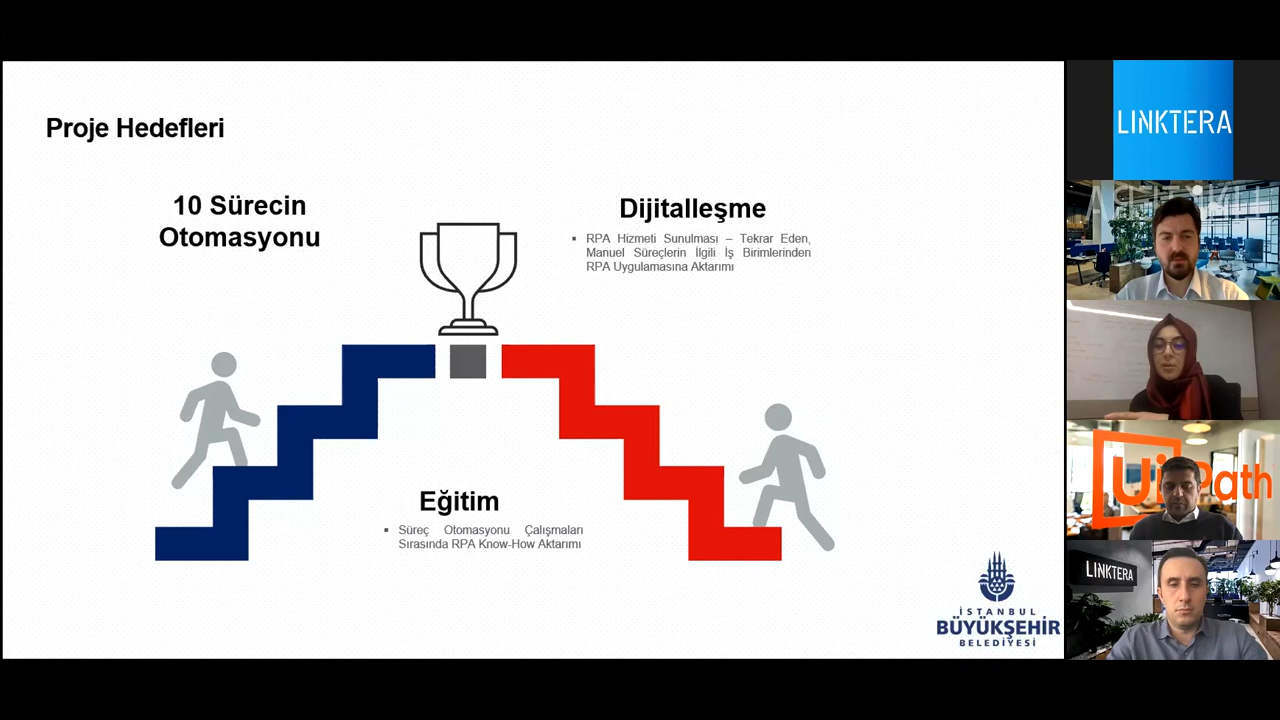 Proje Hedefleri
10 Sürecin
Otomasyonu
Dijitalleşme
▪ RPA Hizmeti Sunulması – Tekrar Eden,
Manuel Süreçlerin İlgili İş Birimlerinden
RPA Uygulamasına Aktarımı
Eğitim
▪ Süreç Otomasyonu Çalışmaları
Sırasında RPA Know-How Aktarımı
İSTANBUL
BÜYÜKŞEHİR
BELEDİYESİ
LINKTERA
UiPath
LINKTERA